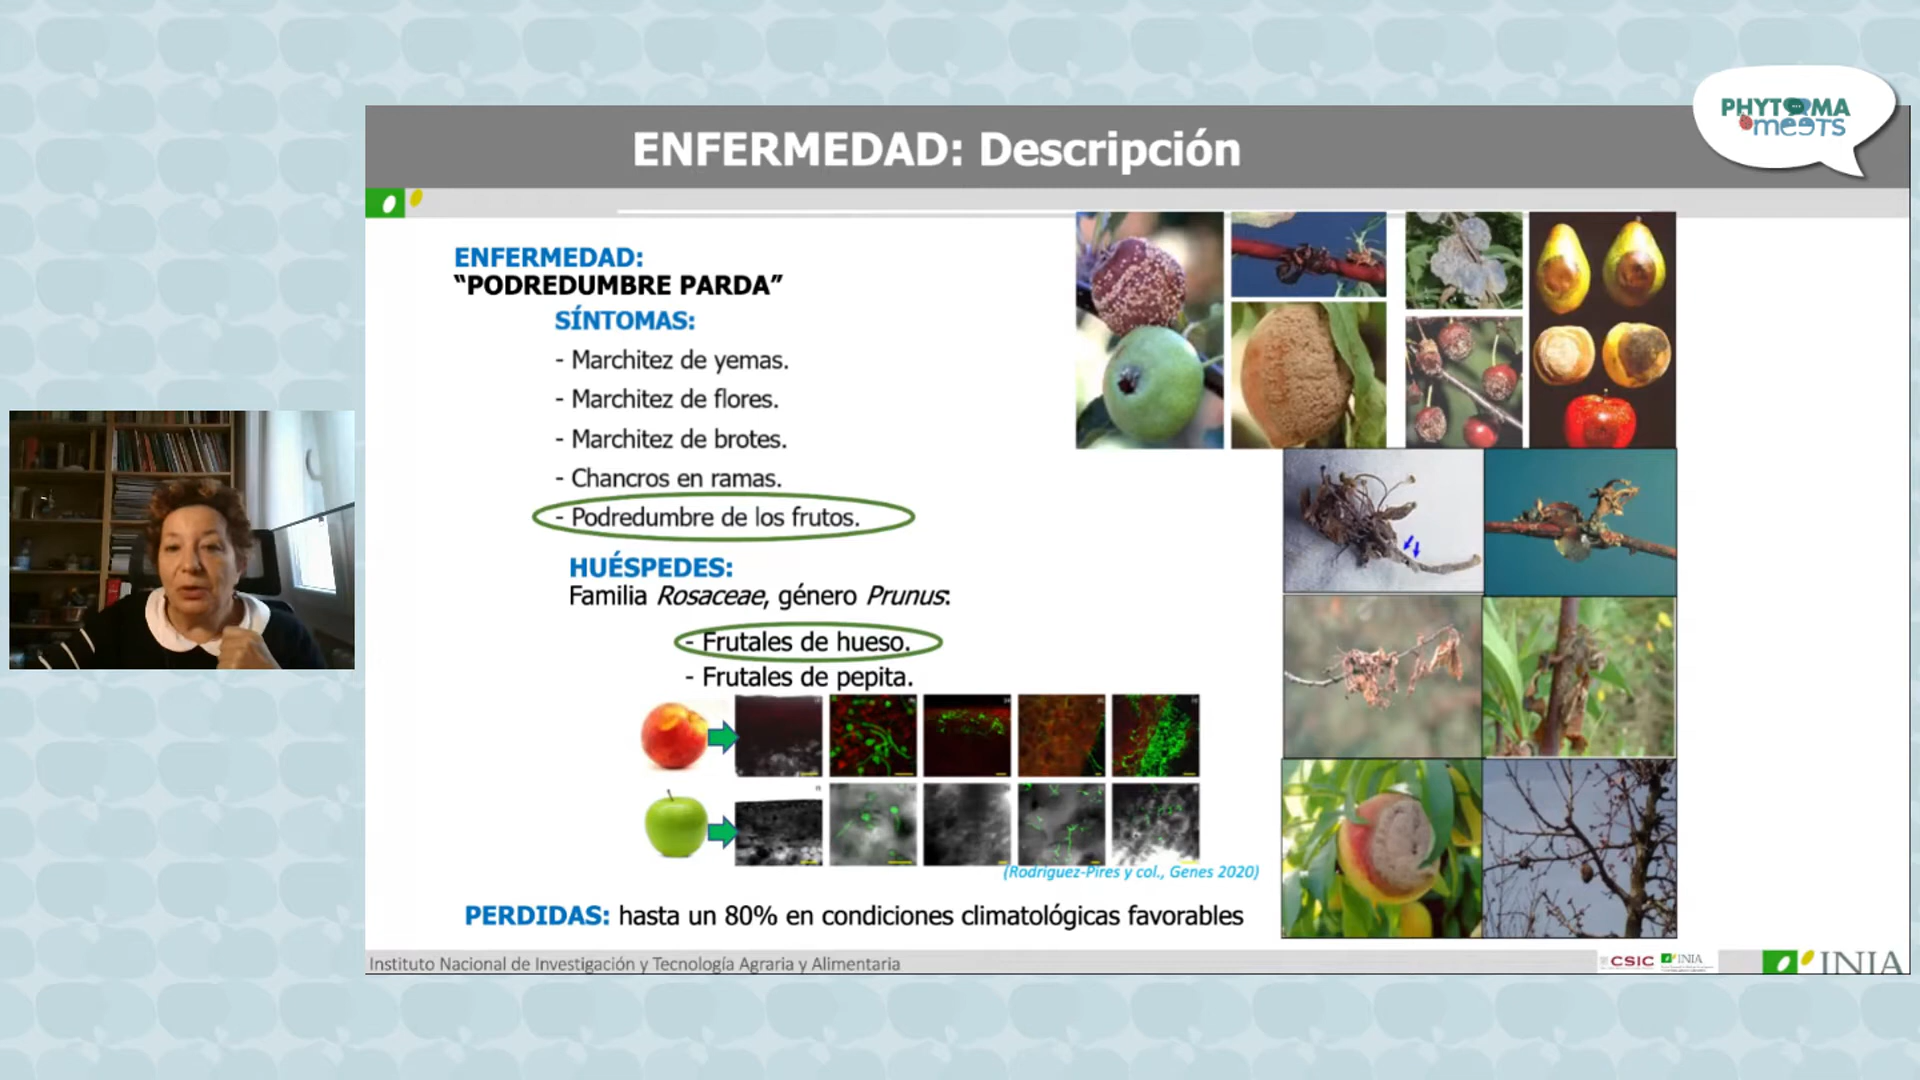 PHYTOMA
meeTS
ENFERMEDAD: Descripción
ENFERMEDAD:
“PODREDUMBRE PARDA”
SÍNTOMAS:
- Marchitez de yemas.
- Marchitez de flores.
- Marchitez de brotes.
- Chancros en ramas.
- Podredumbre de los frutos.
HUÉSPEDES:
Familia Rosaceae, género Prunus:
- Frutales de hueso.
- Frutales de pepita.
(Rodríguez-Pires y col., Genes 2020)
PERDIDAS: hasta un 80% en condiciones climatológicas favorables
Instituto Nacional de Investigación y Tecnología Agraria y Alimentaria
CSIC
INIA
INIA